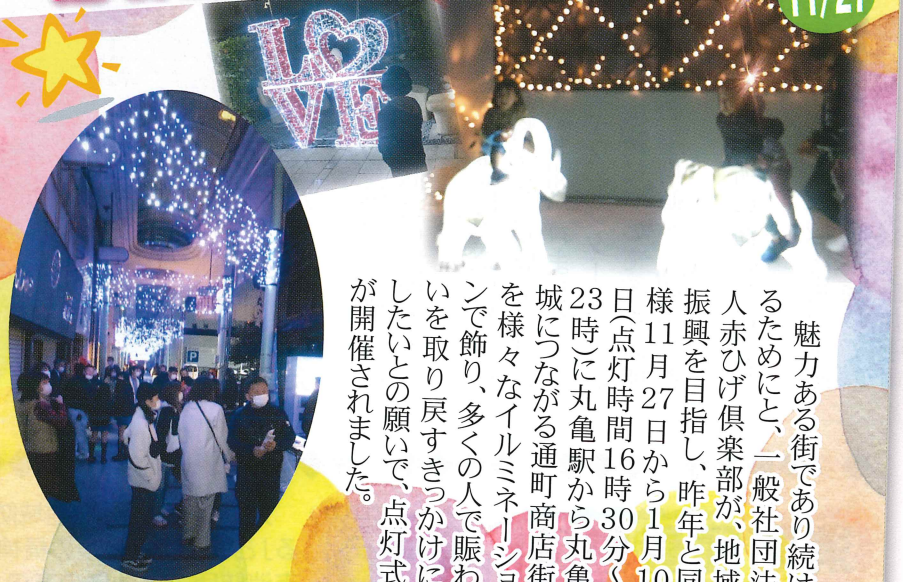 11/27
LOVE
魅力ある街であり続け
るためにと、一般社団法
人赤ひげ倶楽部が、地域
振興を目指し、昨年と同
様11月27日から1月10
日(点灯時間16時30分〜
23時)に丸亀駅から丸亀
城につながる通町商店街
を様々なイルミネーショ
ンで飾り、多くの人で賑わ
いを取り戻すきっかけに
したいとの願いで、点灯式
が開催されました。
P